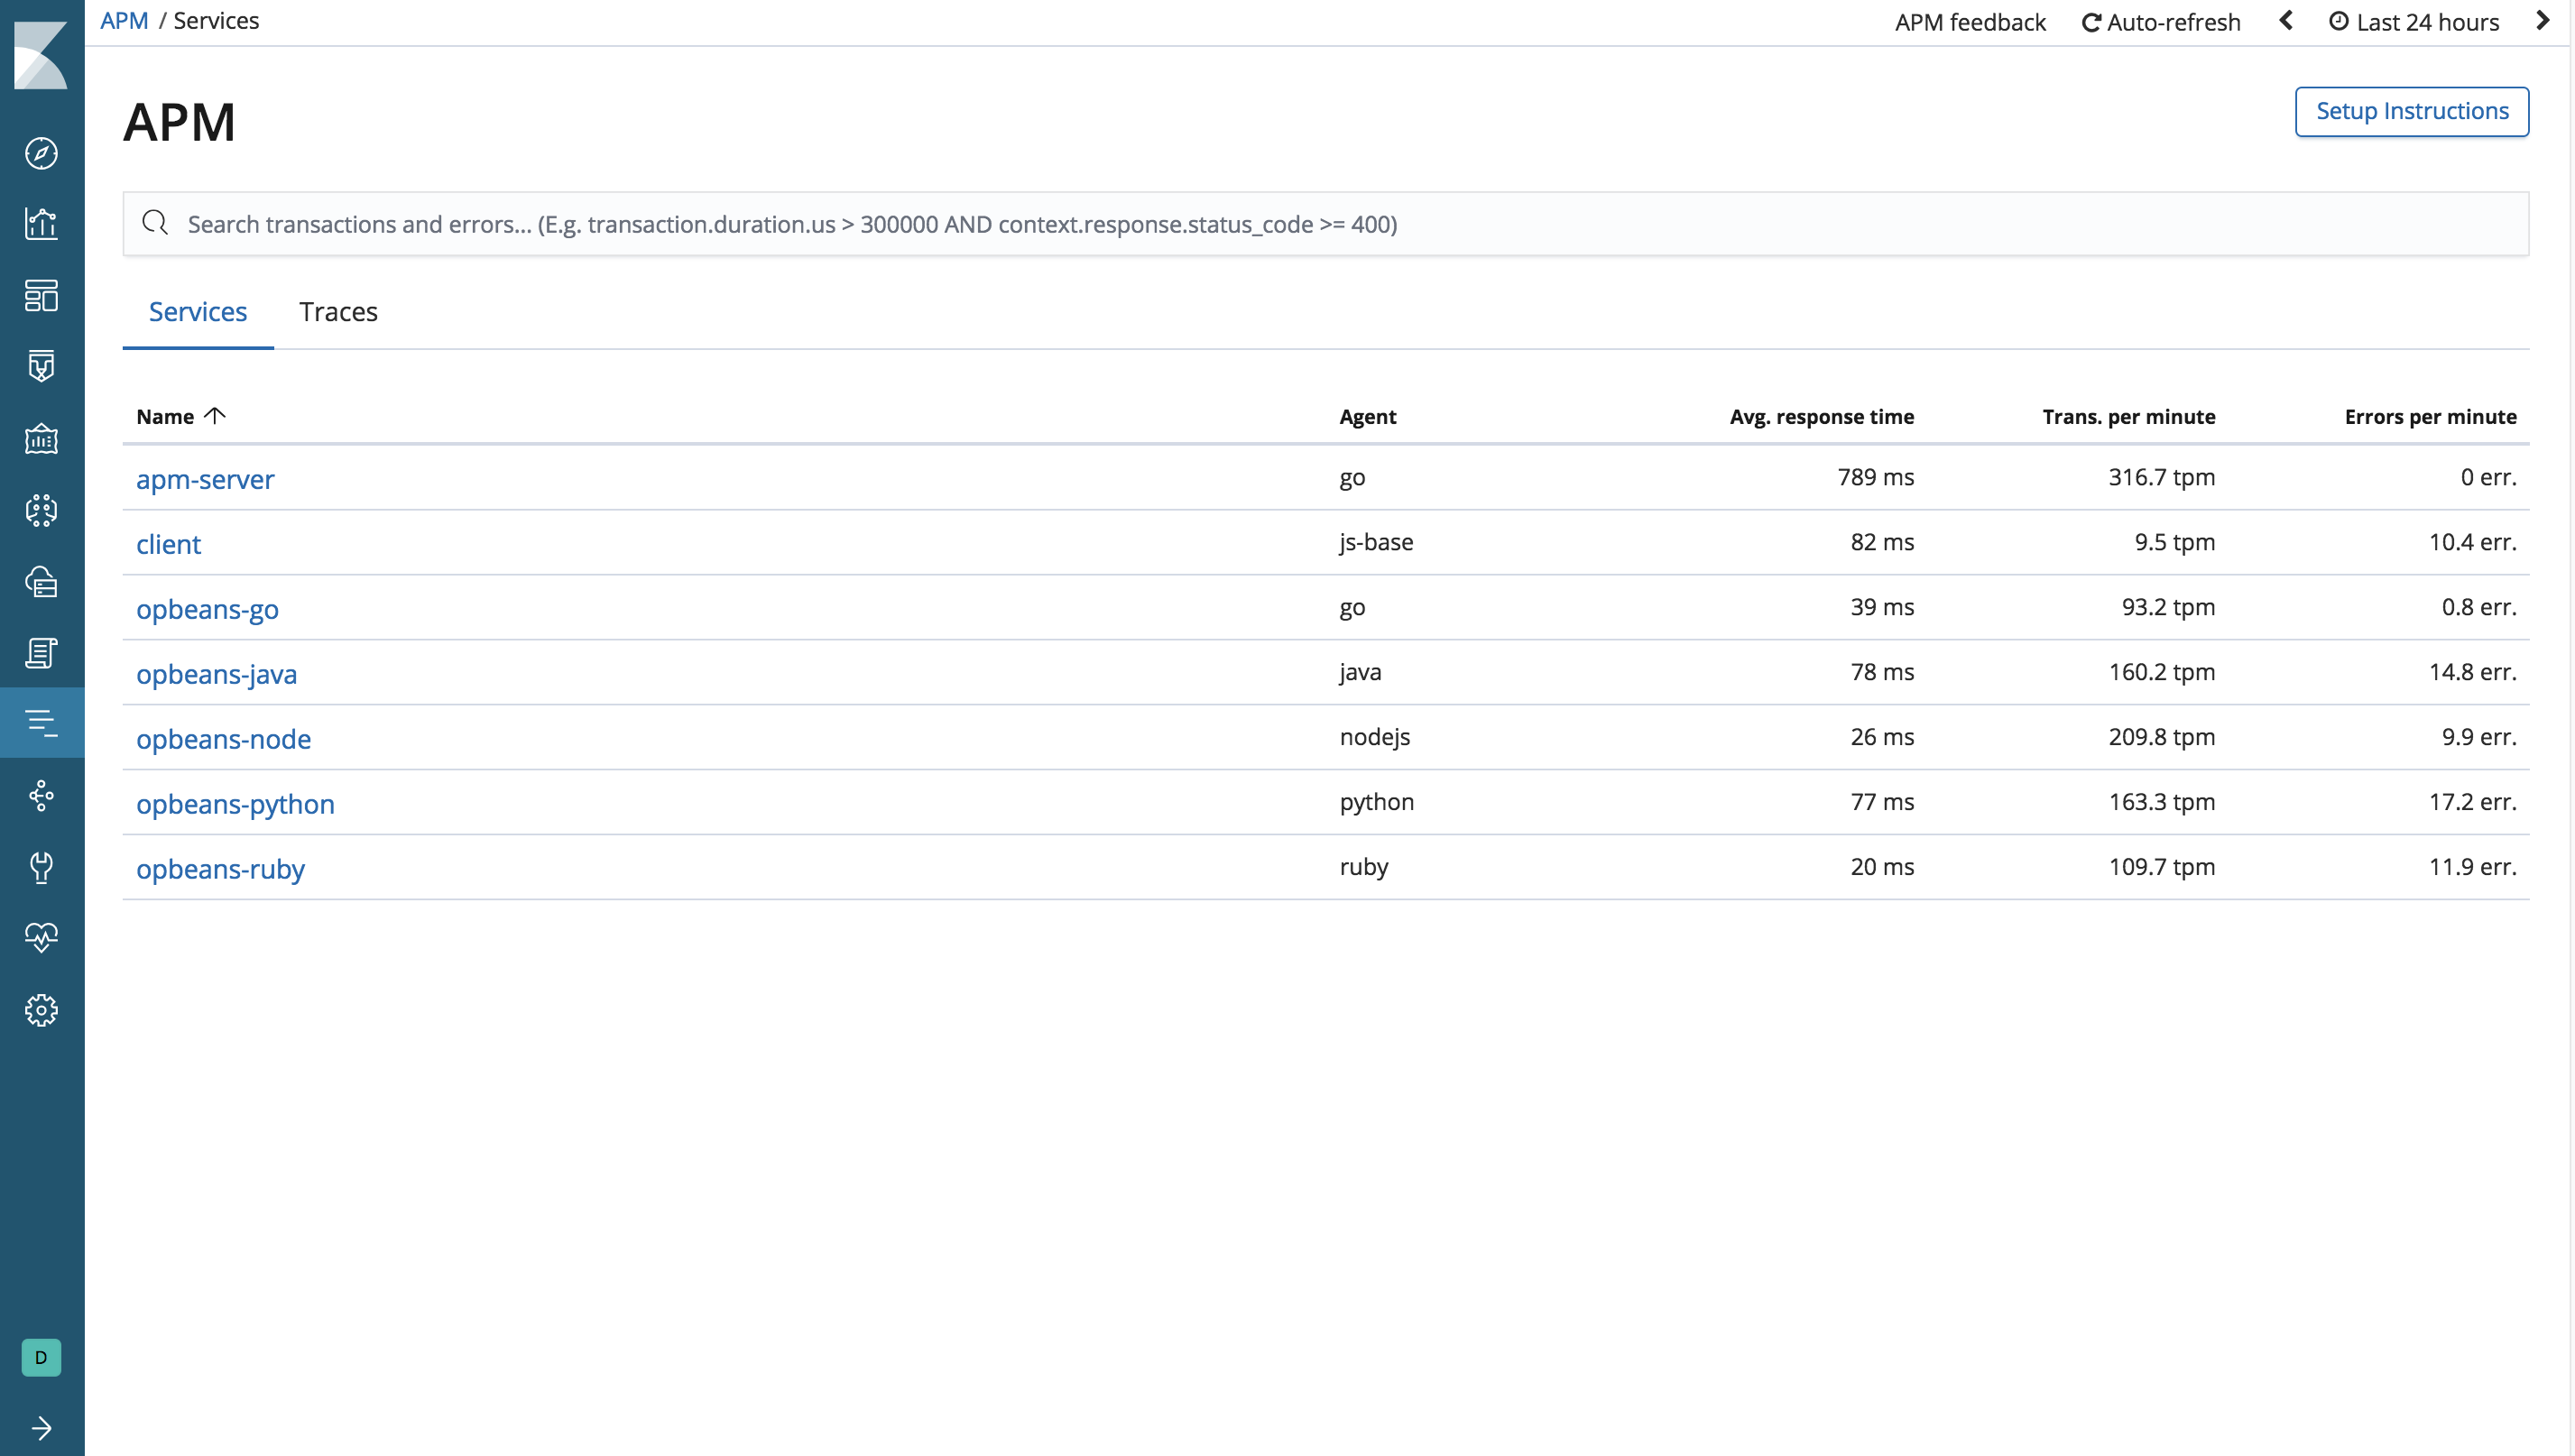 APM / Services
APM feedback Auto-refresh Last 24 hours
APM
Setup Instructions
Search transactions and errors... (E.g. transaction.duration.us > 300000 AND context.response.status_code >= 400)
Services Traces
Name Agent Avg. response time Trans. per minute Errors per minute
apm-server go 789 ms 316.7 tpm 0 err.
client js-base 82 ms 9.5 tpm 10.4 err.
opbeans-go go 39 ms 93.2 tpm 0.8 err.
opbeans-java java 78 ms 160.2 tpm 14.8 err.
opbeans-node nodejs 26 ms 209.8 tpm 9.9 err.
opbeans-python python 77 ms 163.3 tpm 17.2 err.
opbeans-ruby ruby 20 ms 109.7 tpm 11.9 err.
D